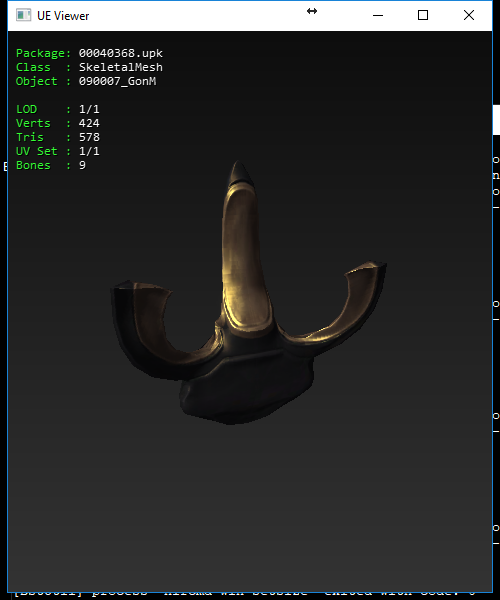 UE Viewer
Package: 00040368.upk
Class : SkeletalMesh
Object : 090007_GonM
LOD : 1/1
Verts : 424
Tris : 578
UV Set : 1/1
Bones : 9